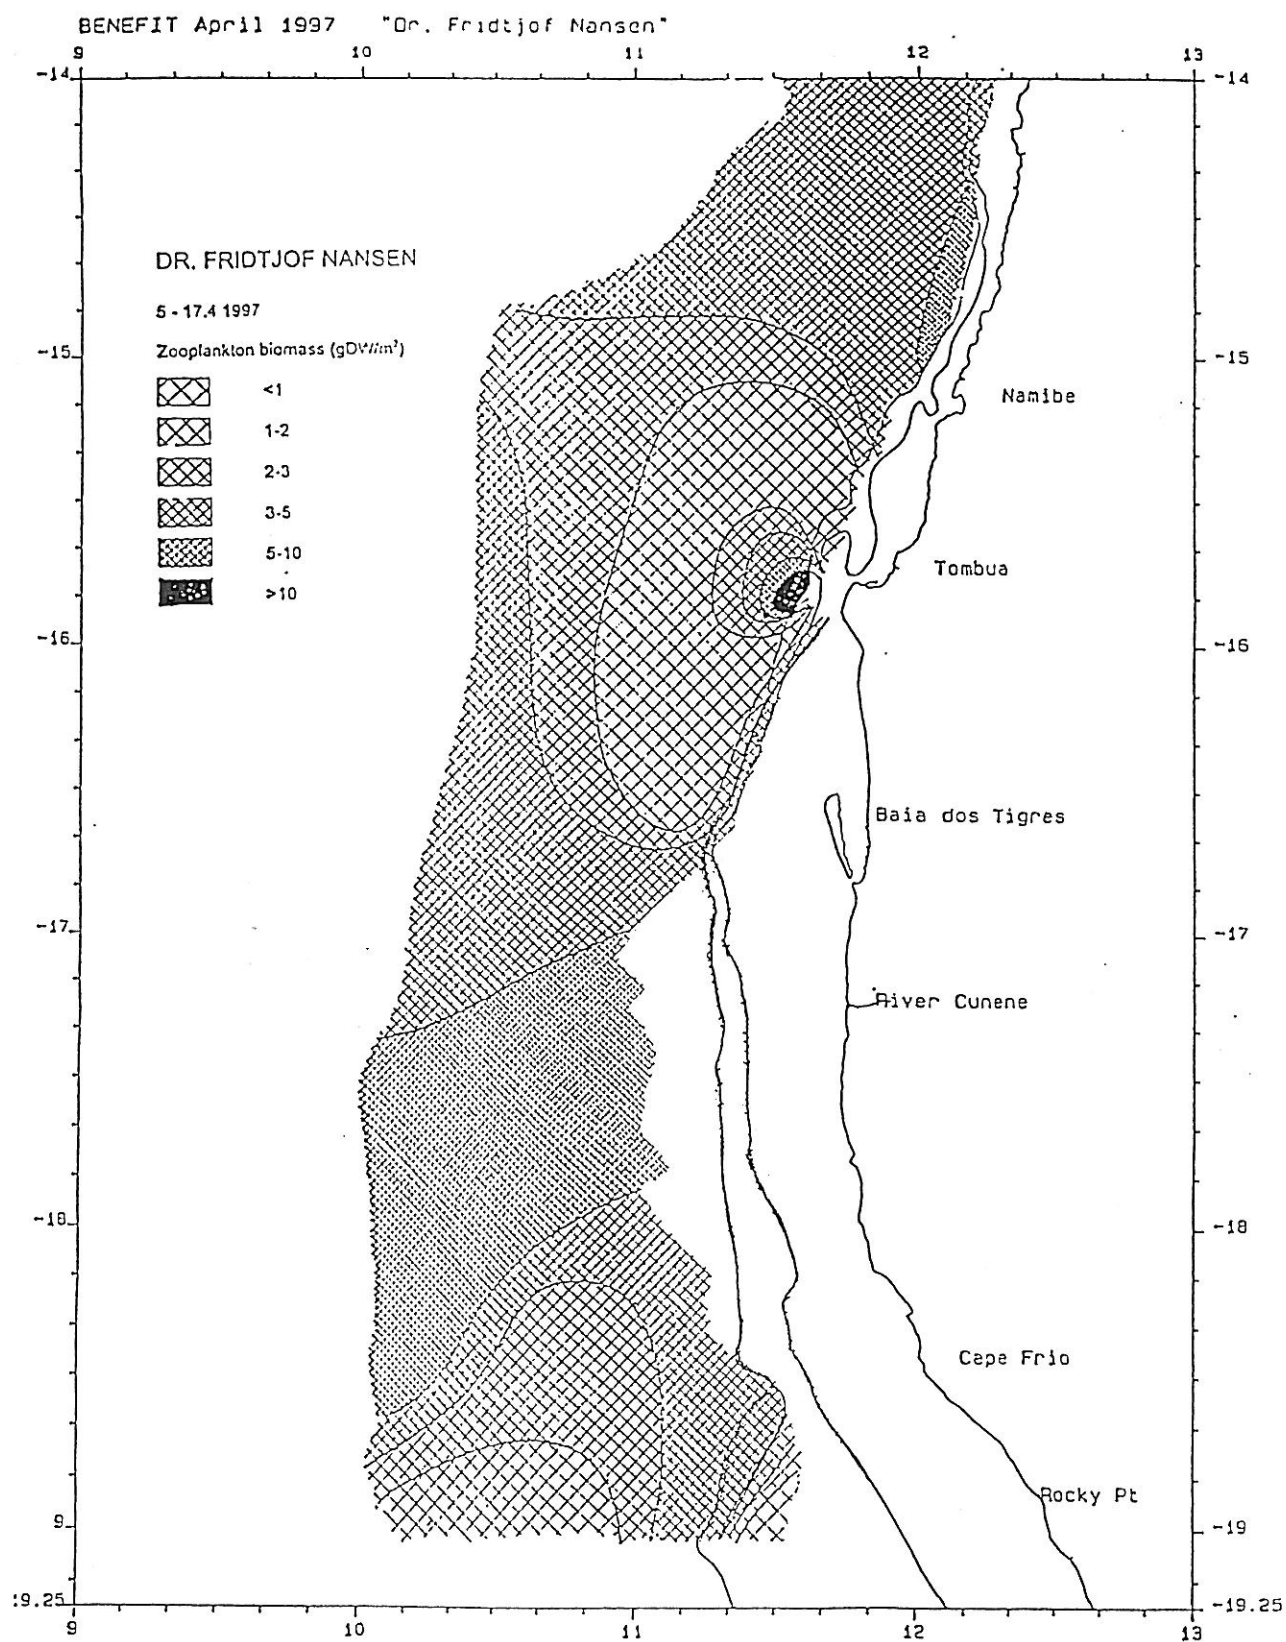 BENEFIT April 1997 "Dr. Fridtjof Nansen"
9 10 11 12 13
-14 -14
DR. FRIDTJOF NANSEN
5 - 17.4 1997
Zooplankton biomass (gDW/m²)
<1
1-2
2-3
3-5
5-10
>10
-15 -15
Namibe
Tombua
-16 -16
Baia dos Tigres
-17 -17
River Cunene
-18 -18
Cape Frio
Rocky Pt
9 -19
9.25 -19.25
9 10 11 12 13